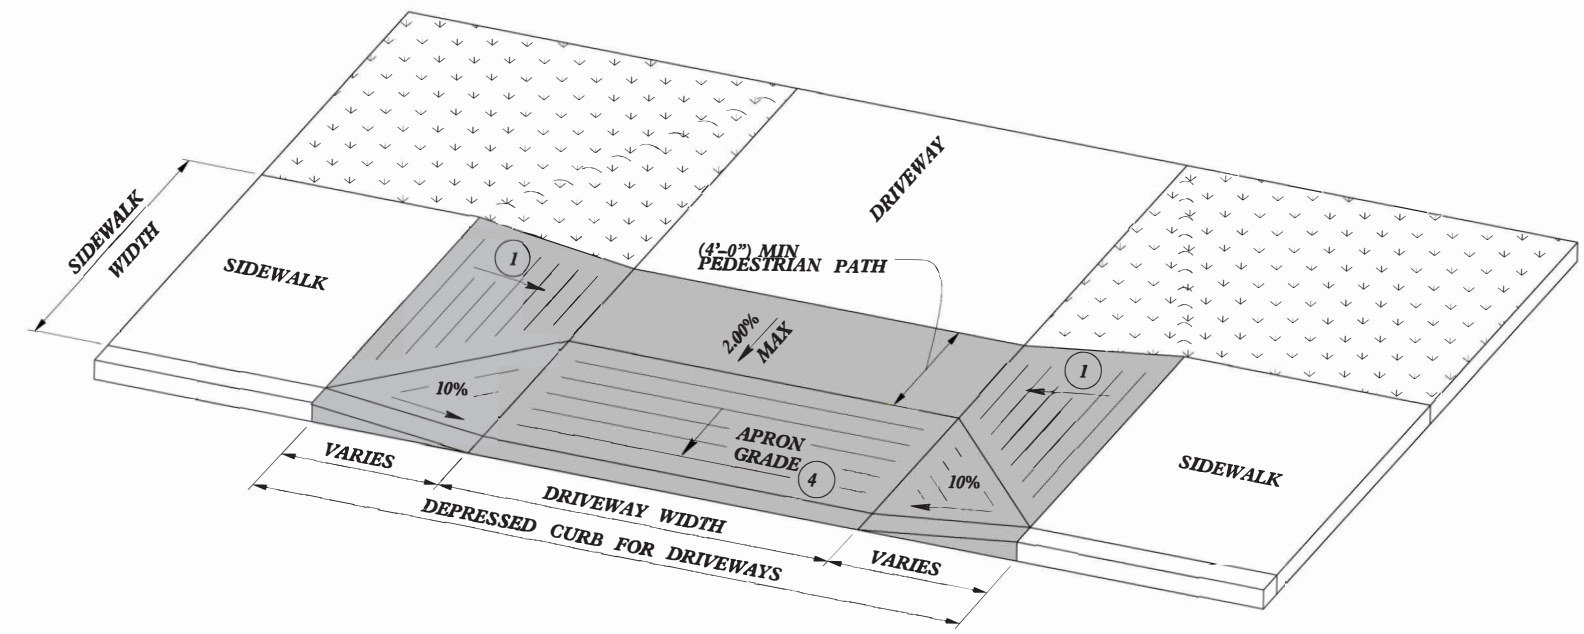 DRIVEWAY
SIDEWALK
WIDTH
SIDEWALK
1
(4'-0") MIN
PEDESTRIAN PATH
2.00%
MAX
1
10%
APRON
GRADE 4
10%
SIDEWALK
VARIES
DRIVEWAY WIDTH
VARIES
DEPRESSED CURB FOR DRIVEWAYS